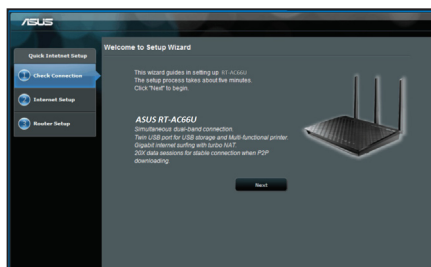 ASUS
Quick Internet Setup
Check Connection
Internet Setup
Router Setup
Welcome to Setup Wizard
This wizard guides in setting up RT-AC66U
The setup process takes about five minutes.
Click "Next" to begin.
ASUS RT-AC66U
Simultaneous dual-band connection.
Twin USB port for USB storage and Multi-functional printer.
Gigabit internet surfing with turbo NAT.
20X data sessions for stable connection when P2P
downloading
Next